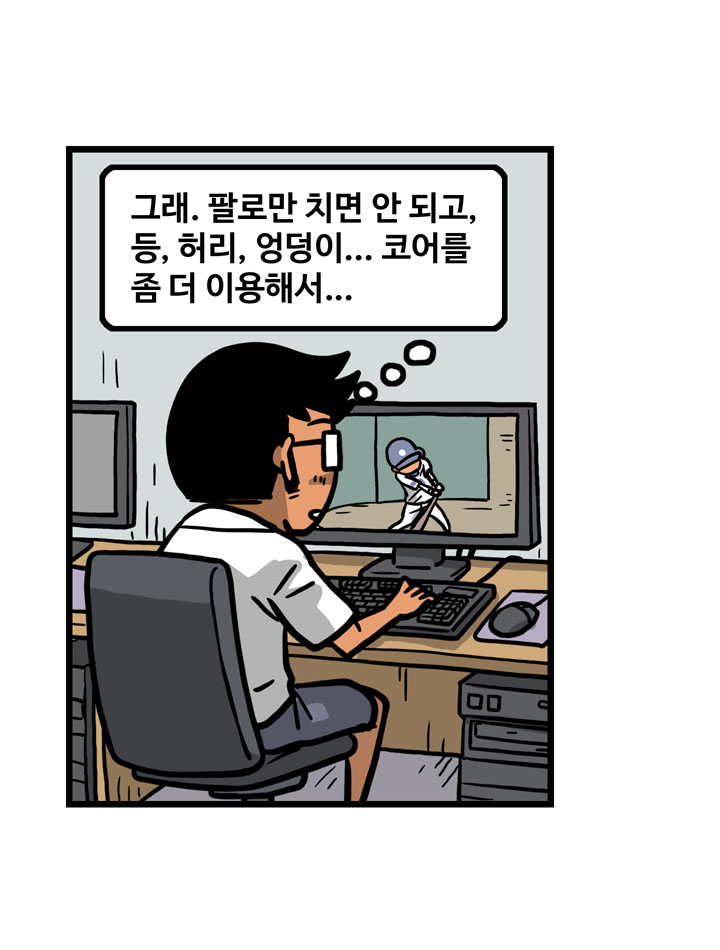 그래. 팔로만 치면 안 되고,
등, 허리, 엉덩이... 코어를
좀 더 이용해서...